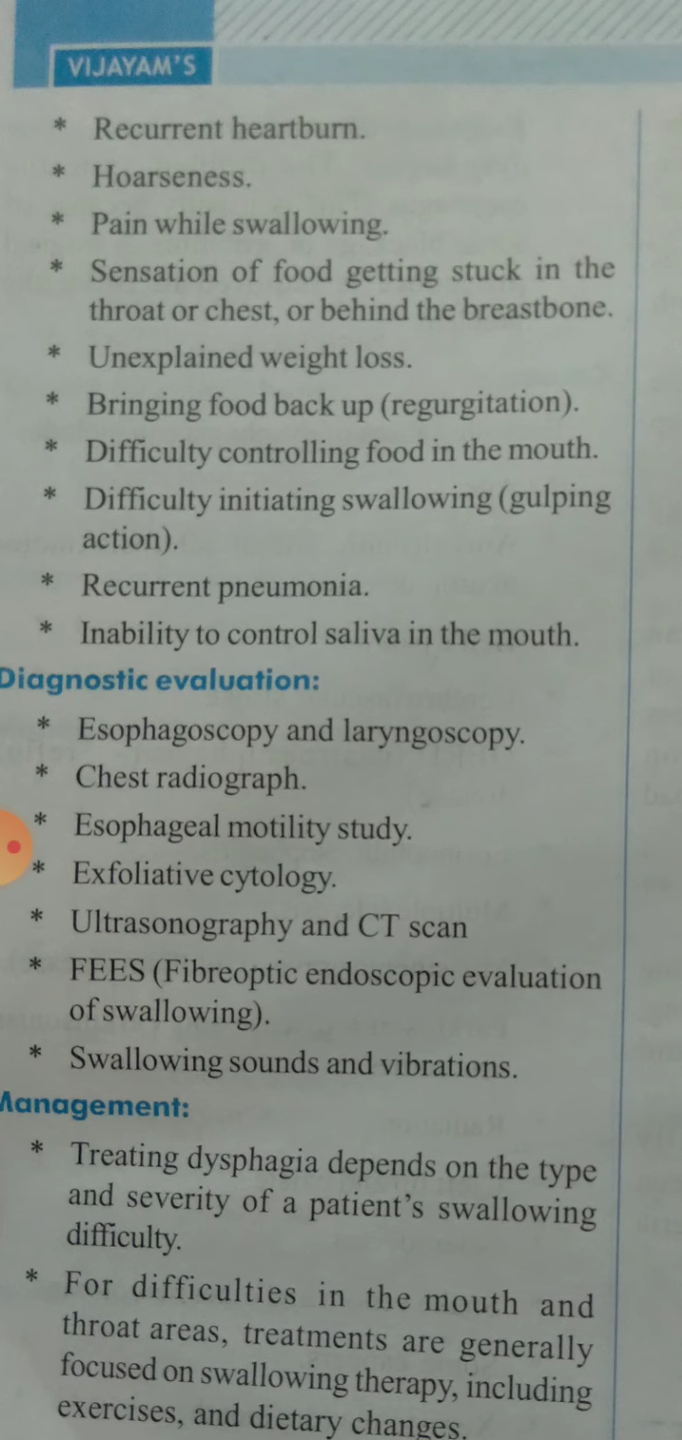 VIJAYAM'S
* Recurrent heartburn.
* Hoarseness.
* Pain while swallowing.
* Sensation of food getting stuck in the
throat or chest, or behind the breastbone.
* Unexplained weight loss.
* Bringing food back up (regurgitation).
* Difficulty controlling food in the mouth.
* Difficulty initiating swallowing (gulping
action).
* Recurrent pneumonia.
* Inability to control saliva in the mouth.
Diagnostic evaluation:
* Esophagoscopy and laryngoscopy.
* Chest radiograph.
* Esophageal motility study.
* Exfoliative cytology.
* Ultrasonography and CT scan
* FEES (Fibreoptic endoscopic evaluation
of swallowing).
* Swallowing sounds and vibrations.
Management:
* Treating dysphagia depends on the type
and severity of a patient's swallowing
difficulty.
* For difficulties in the mouth and
throat areas, treatments are generally
focused on swallowing therapy, including
exercises, and dietary changes.